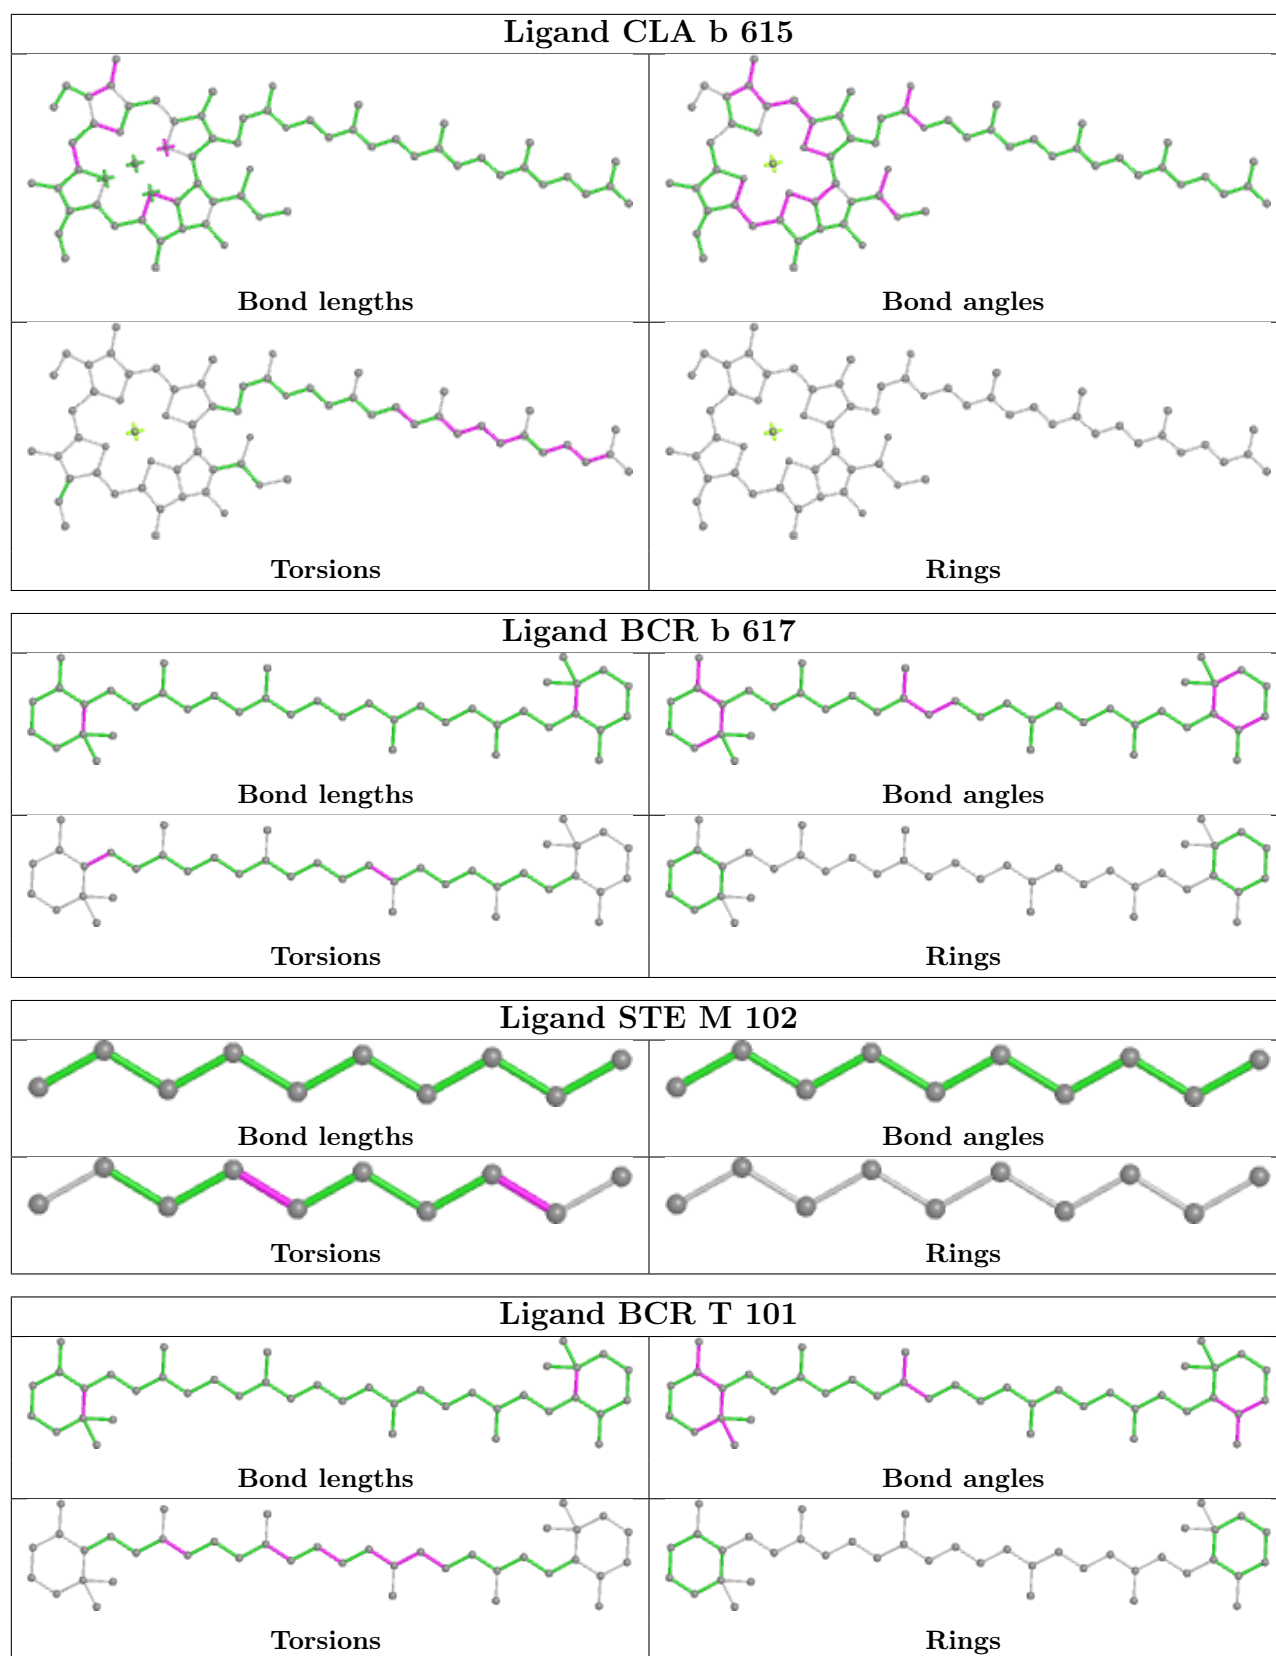 Ligand CLA b 615
Bond lengths
Bond angles
Torsions
Rings
Ligand BCR b 617
Bond lengths
Bond angles
Torsions
Rings
Ligand STE M 102
Bond lengths
Bond angles
Torsions
Rings
Ligand BCR T 101
Bond lengths
Bond angles
Torsions
Rings